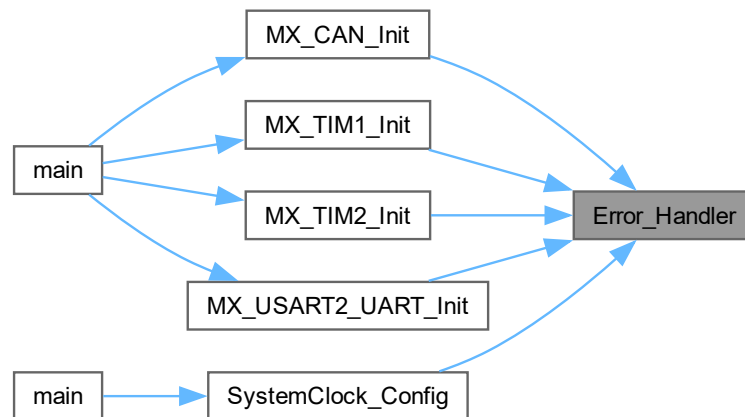 MX_CAN_Init
MX_TIM1_Init
main
MX_TIM2_Init
Error_Handler
MX_USART2_UART_Init
main
SystemClock_Config